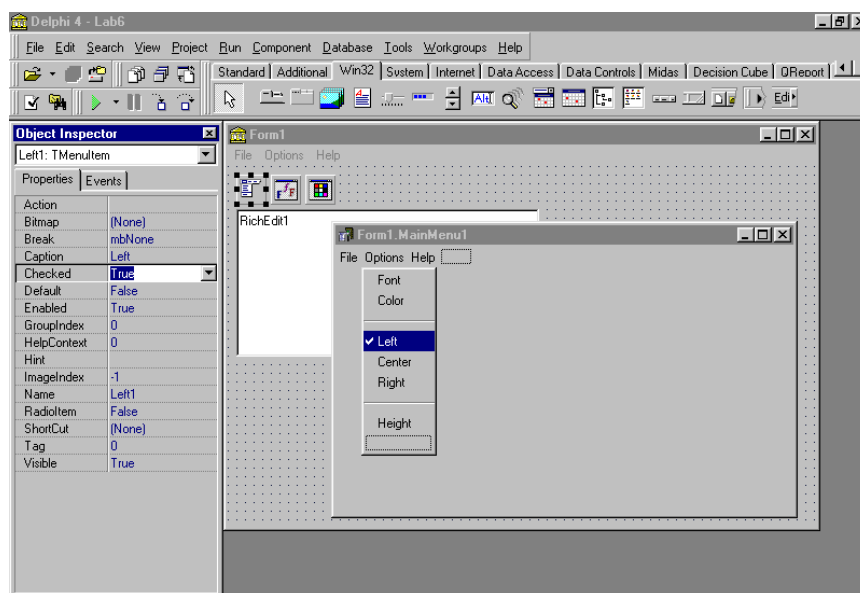 Delphi 4 - Lab6
File Edit Search View Project Run Component Database Tools Workgroups Help
Standard Additional Win32 System Internet Data Access Data Controls Midas Decision Cube QReport
Edi
Object Inspector
Left1: TMenuItem
Properties Events
Action
Bitmap (None)
Break mbNone
Caption Left
Checked True
Default False
Enabled True
GroupIndex 0
HelpContext 0
Hint
ImageIndex -1
Name Left1
RadioItem False
ShortCut (None)
Tag 0
Visible True
Form1
File Options Help
RichEdit1
Form1.MainMenu1
File Options Help
Font
Color
Left
Center
Right
Height